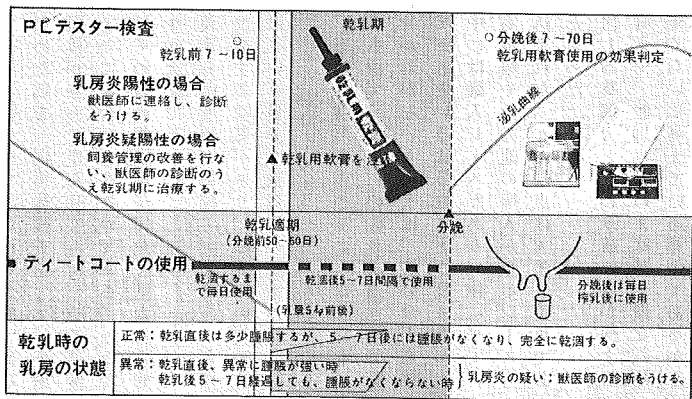 PLテスター検査
乾乳前7~10日
乳房炎陽性の場合
獣医師に連絡し、診断
をうける。
乳房炎疑陽性の場合
飼養管理の改善を行な
い、獣医師の診断のう
え乾乳期に治療する。
乾乳期
乾乳用軟膏を
分娩後7~70日
乾乳用軟膏使用の効果判定
泌乳曲線
分娩
乾乳適期
(分娩前50~60日)
ティートコートの使用
乾涸するま
で毎日使用
乾涸後5~7日間隔で使用
分娩後は毎日
搾乳後に使用
(乳量5㎏前後)
乾乳時の
乳房の状態
正常:乾乳直後は多少腫脹するが、5~7日後には腫脹がなくなり、完全に乾涸する。
異常:乾乳直後、異常に腫脹が強い時
乾乳後5~7日経過しても、腫脹がなくならない時
乳房炎の疑い:獣医師の診断をうける。